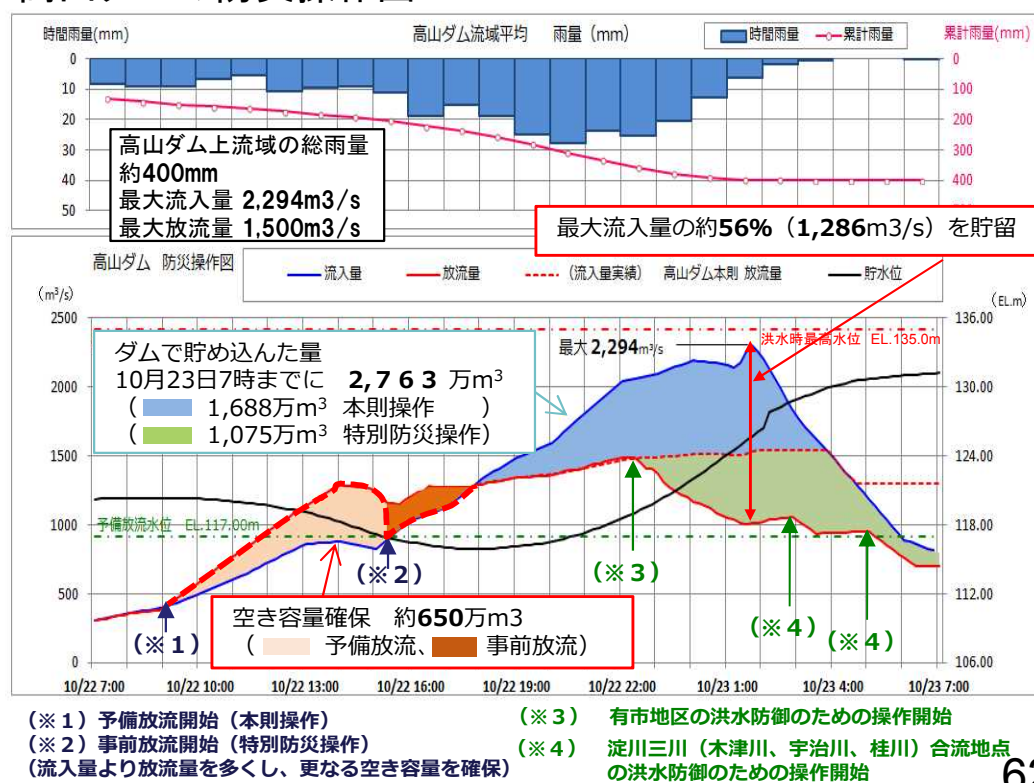 時間雨量(mm) 高山ダム流域平均 雨量（mm） 時間雨量 累計雨量 累計雨量(mm)
0 0
10 100
20 200
30 300
40 400
50
高山ダム上流域の総雨量
約400mm
最大流入量 2,294m3/s
最大放流量 1,500m3/s
最大流入量の約56%（1,286m3/s）を貯留
高山ダム 防災操作図 流入量 放流量 （流入量実績） 高山ダム本則 放流量 貯水位
（m³/s） （EL.m）
2500 136.00
2000 130.00
1500 124.00
1000 118.00
500 112.00
0 106.00
最大 2,294m³/s 洪水時最高水位 EL.135.0m
ダムで貯め込んだ量
10月23日7時までに 2,７６３ 万m³
（ 1,688万m³ 本則操作 ）
（ 1,075万m³ 特別防災操作）
予備放流水位 EL.117.00m
（※１） （※２） （※３） （※４） （※４）
空き容量確保 約650万m3
（ 予備放流、 事前放流）
10/22 7:00 10/22 10:00 10/22 13:00 10/22 16:00 10/22 19:00 10/22 22:00 10/23 1:00 10/23 4:00 10/23 7:00
（※１）予備放流開始（本則操作）
（※２）事前放流開始（特別防災操作）
（流入量より放流量を多くし、更なる空き容量を確保）
（※３） 有市地区の洪水防御のための操作開始
（※４） 淀川三川（木津川、宇治川、桂川）合流地点
の洪水防御のための操作開始